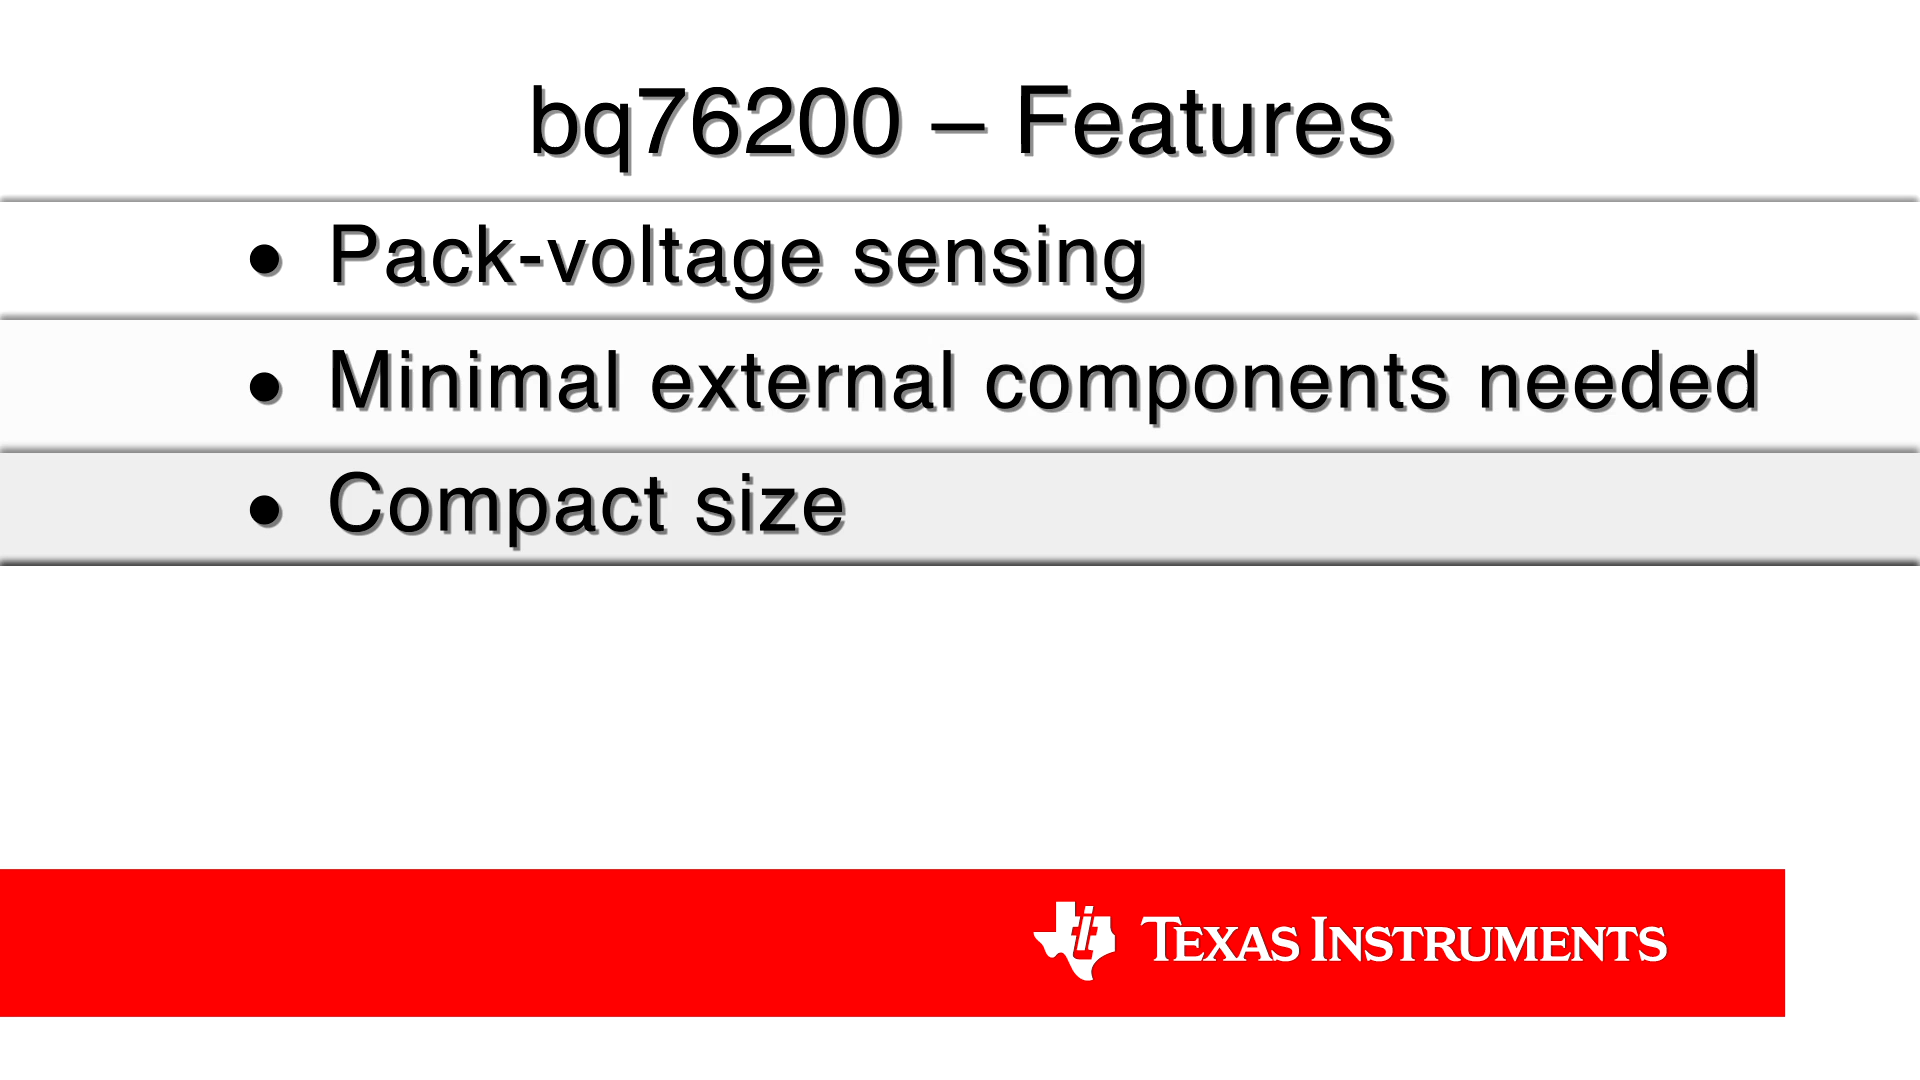 bq76200 – Features
• Pack-voltage sensing
• Minimal external components needed
• Compact size
TEXAS INSTRUMENTS